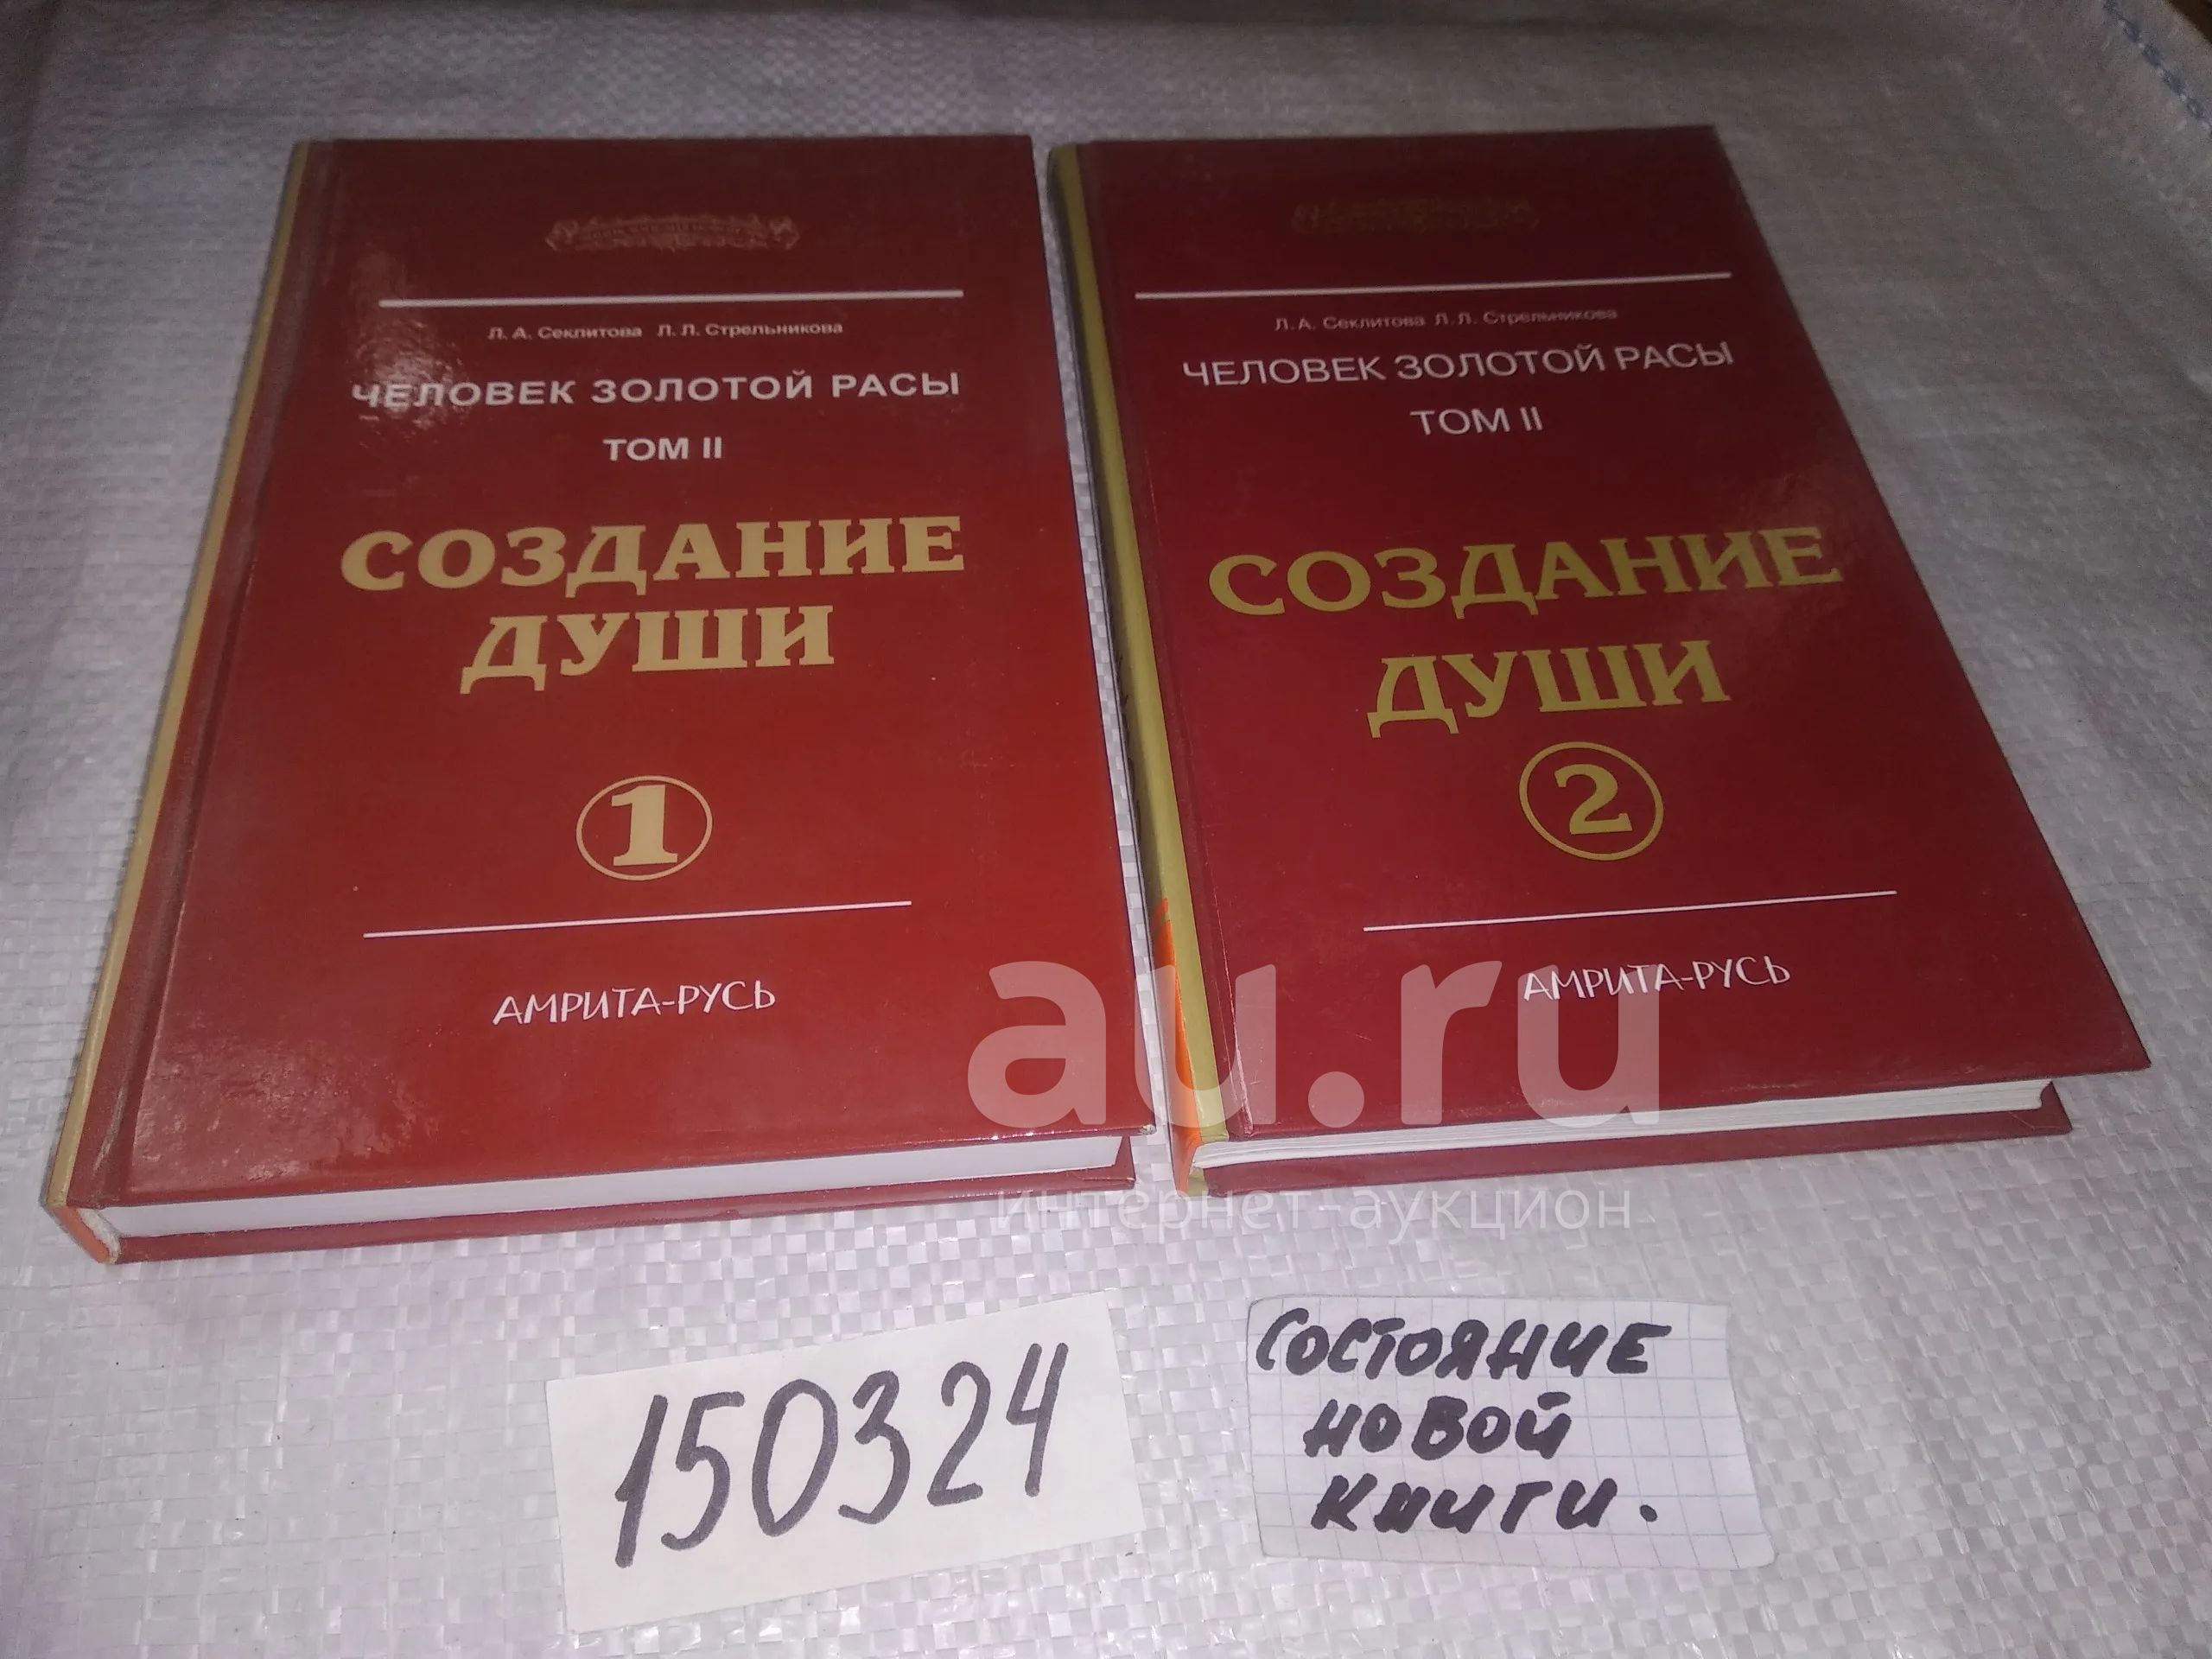 Л. А. Секлитова Л. Л. Стрельникова
ЧЕЛОВЕК ЗОЛОТОЙ РАСЫ
ТОМ II
СОЗДАНИЕ
ДУШИ
1
АМРИТА-РУСЬ
Л. А. Секлитова Л. Л. Стрельникова
ЧЕЛОВЕК ЗОЛОТОЙ РАСЫ
ТОМ II
СОЗДАНИЕ
ДУШИ
2
АМРИТА-РУСЬ
au.ru
интернет-аукцион
150324
СОСТОЯНИЕ
НОВОЙ
КНИГИ.